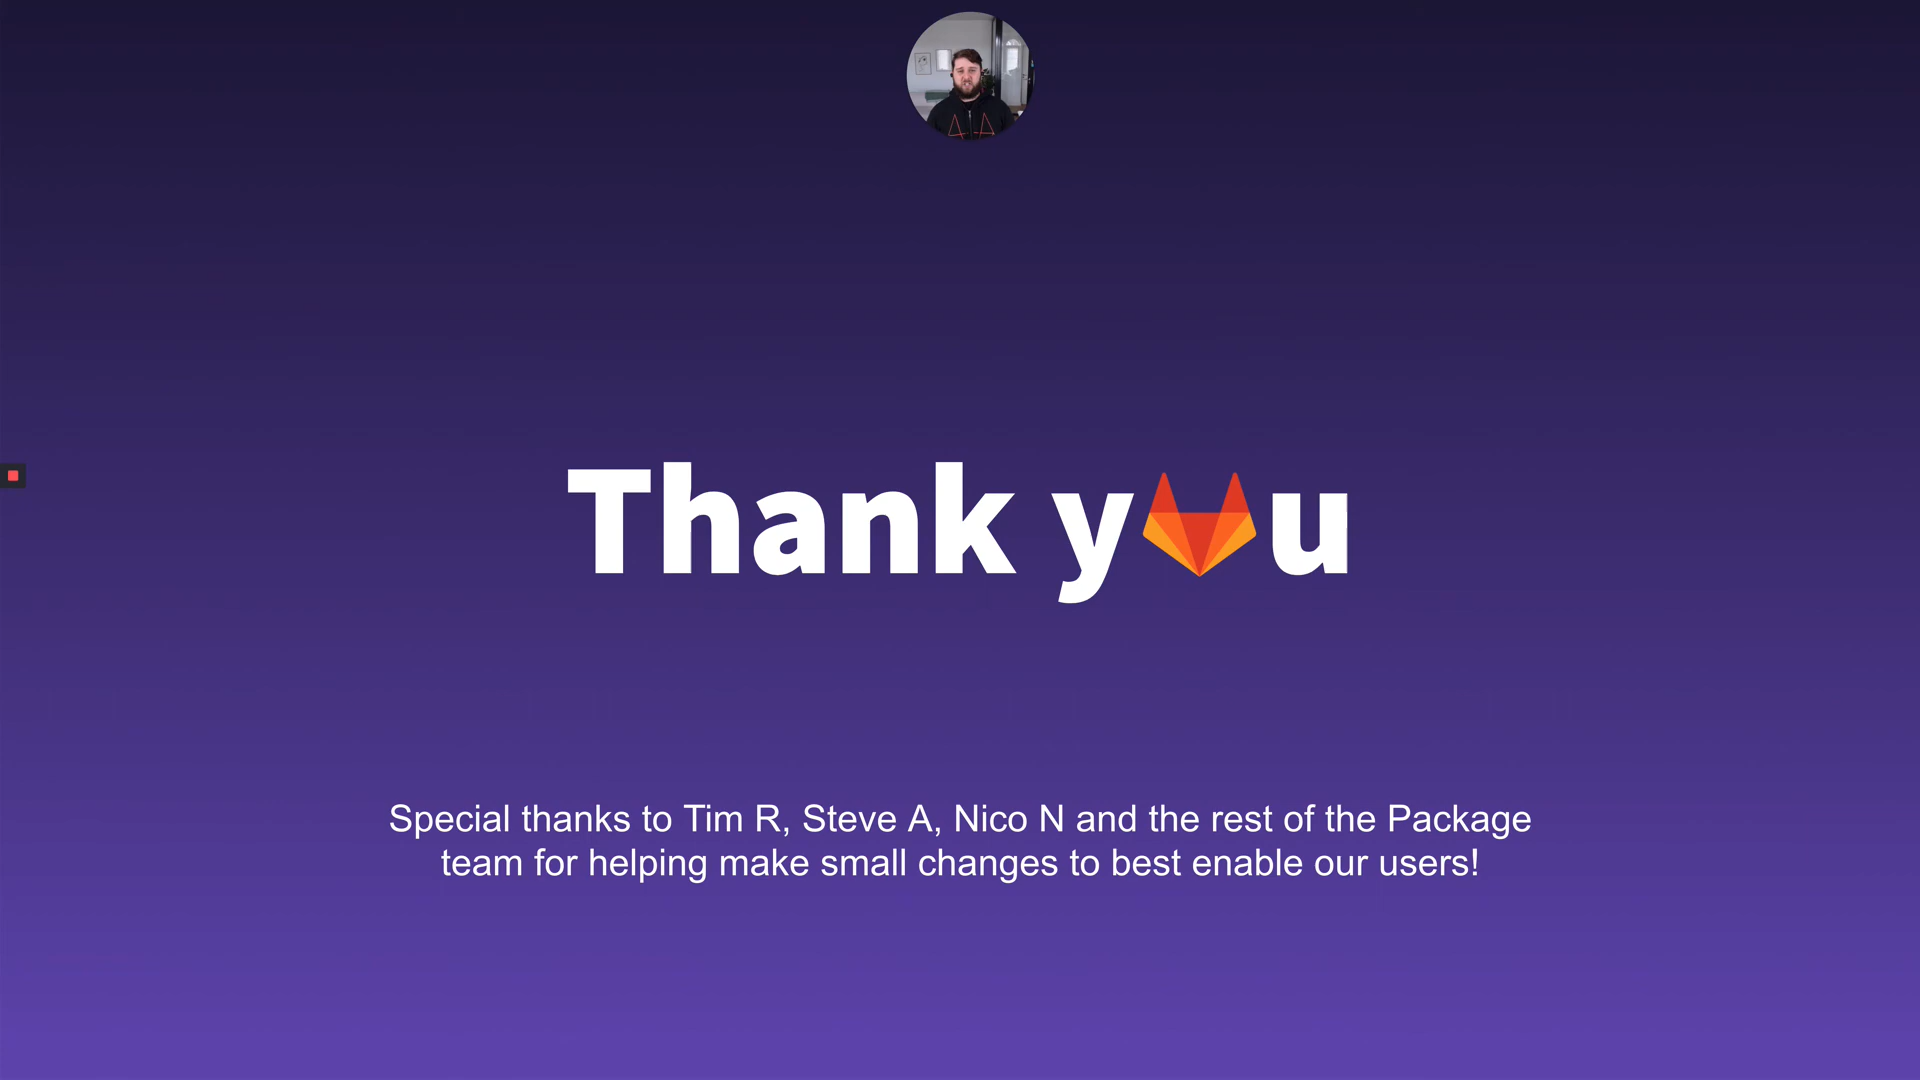 Thank you
Special thanks to Tim R, Steve A, Nico N and the rest of the Package
team for helping make small changes to best enable our users!